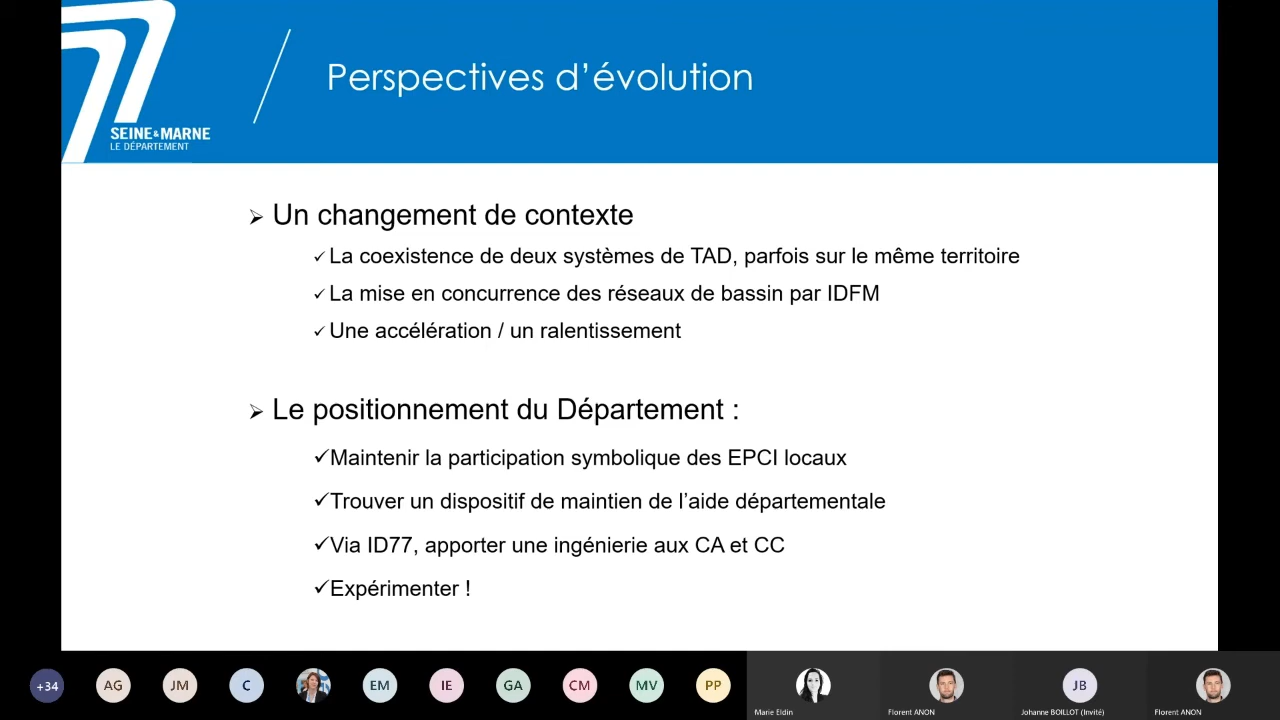 Perspectives d’évolution
SEINE&MARNE
LE DÉPARTEMENT
Un changement de contexte
La coexistence de deux systèmes de TAD, parfois sur le même territoire
La mise en concurrence des réseaux de bassin par IDFM
Une accélération / un ralentissement
Le positionnement du Département :
Maintenir la participation symbolique des EPCI locaux
Trouver un dispositif de maintien de l’aide départementale
Via ID77, apporter une ingénierie aux CA et CC
Expérimenter !
+34 AG JM C EM IE GA CM MV PP JB
Marie Eldin Florent ANON Johanne BOILLOT (Invité) Florent ANON